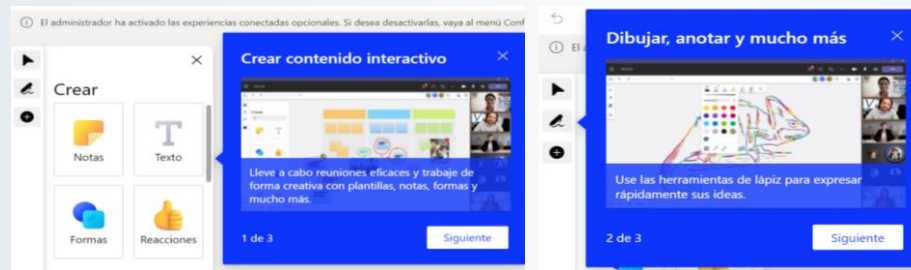 El administrador ha activado las experiencias conectadas opcionales. Si desea desactivarlas, vaya al menú Conf
Crear
Notas
Texto
Formas
Reacciones
Crear contenido interactivo
Lleve a cabo reuniones eficaces y trabaje de
forma creativa con plantillas, notas, formas y
mucho más.
1 de 3
Siguiente
El
Dibujar, anotar y mucho más
Use las herramientas de lápiz para expresar
rápidamente sus ideas.
2 de 3
Siguiente